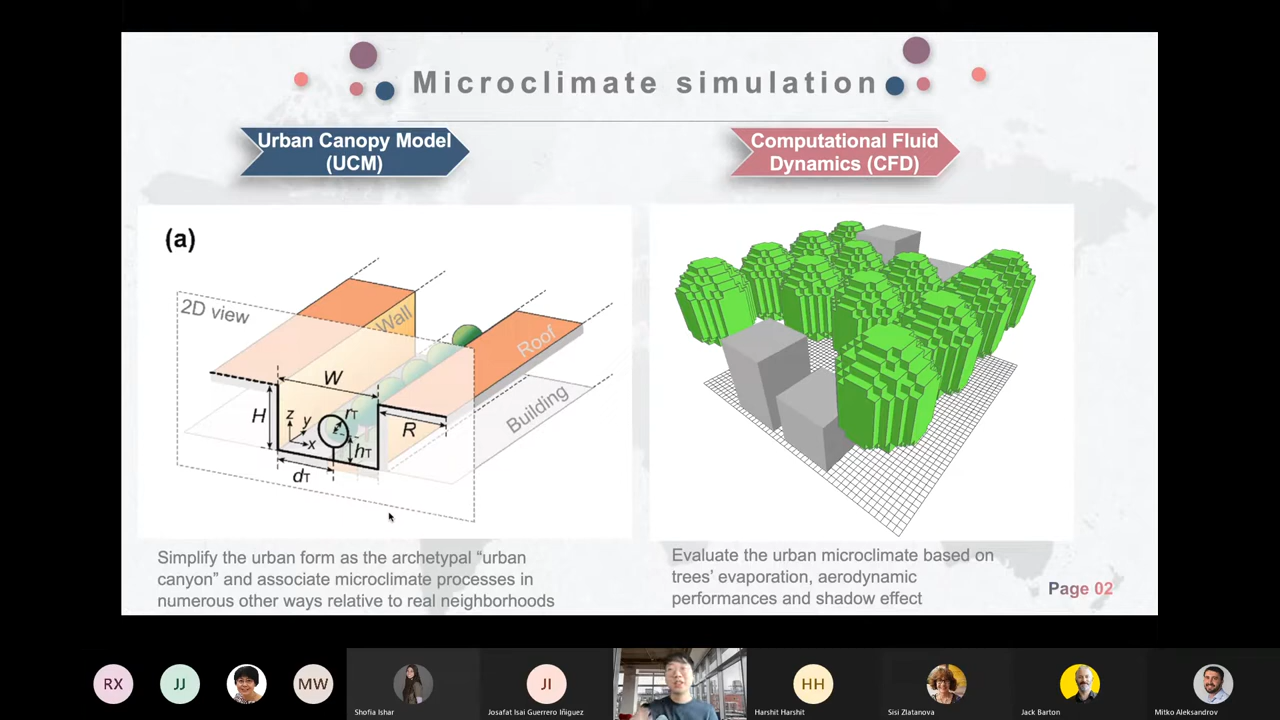 Microclimate simulation
Urban Canopy Model
(UCM)
Computational Fluid
Dynamics (CFD)
(a)
2D view
Wall
Roof
Building
W
H
z
y
x
rT
hT
R
dT
Simplify the urban form as the archetypal “urban
canyon” and associate microclimate processes in
numerous other ways relative to real neighborhoods
Evaluate the urban microclimate based on
trees’ evaporation, aerodynamic
performances and shadow effect
Page 02
RX
JJ
MW
JI
HH
Shofia Ishar
Josafat Isai Guerrero Iñiguez
Harshit Harshit
Sisi Zlatanova
Jack Barton
Mitko Aleksandrov